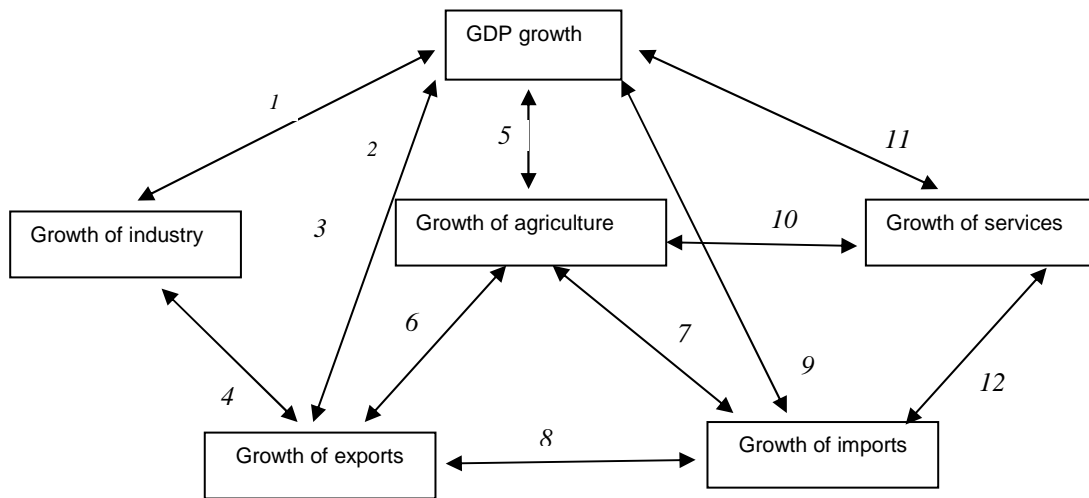 GDP growth
1
2
5
11
Growth of industry
3
Growth of agriculture
10
Growth of services
4
6
7
9
12
Growth of exports
8
Growth of imports